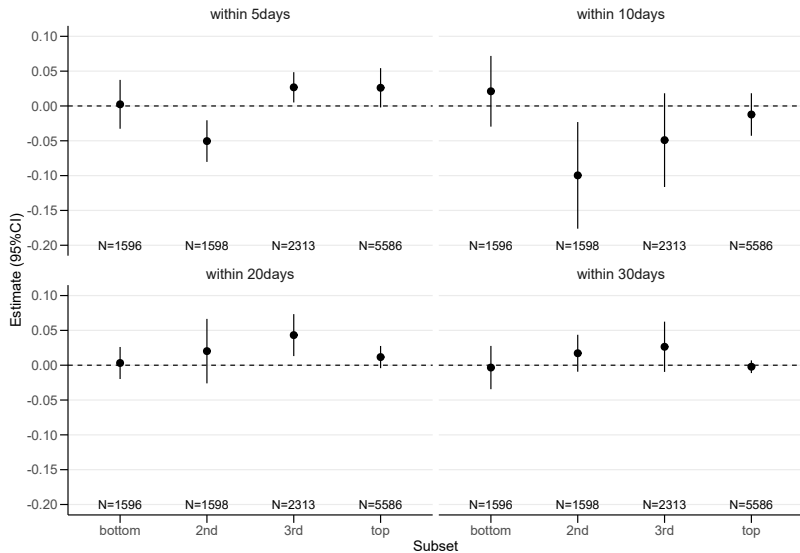 within 5days
within 10days
0.10
0.05
0.00
-0.05
-0.10
-0.15
-0.20
N=1596
N=1598
N=2313
N=5586
N=1596
N=1598
N=2313
N=5586
Estimate (95%CI)
within 20days
within 30days
0.10
0.05
0.00
-0.05
-0.10
-0.15
-0.20
N=1596
N=1598
N=2313
N=5586
N=1596
N=1598
N=2313
N=5586
bottom
2nd
3rd
top
bottom
2nd
3rd
top
Subset